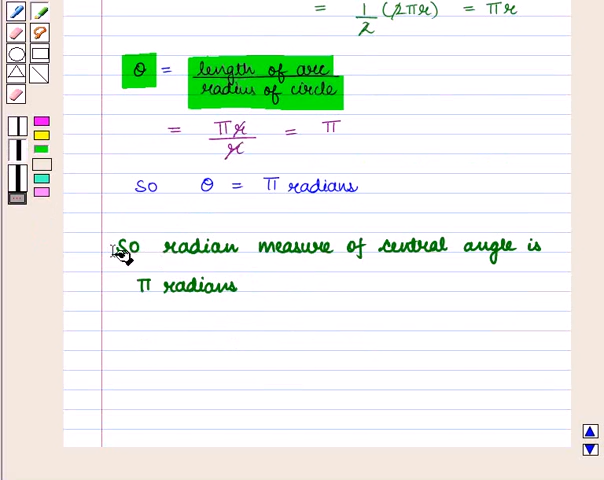 = 1/2 (2πr) = πr
θ = length of arc / radius of circle
= πr/r = π
So θ = π radians
So radian measure of central angle is
π radians